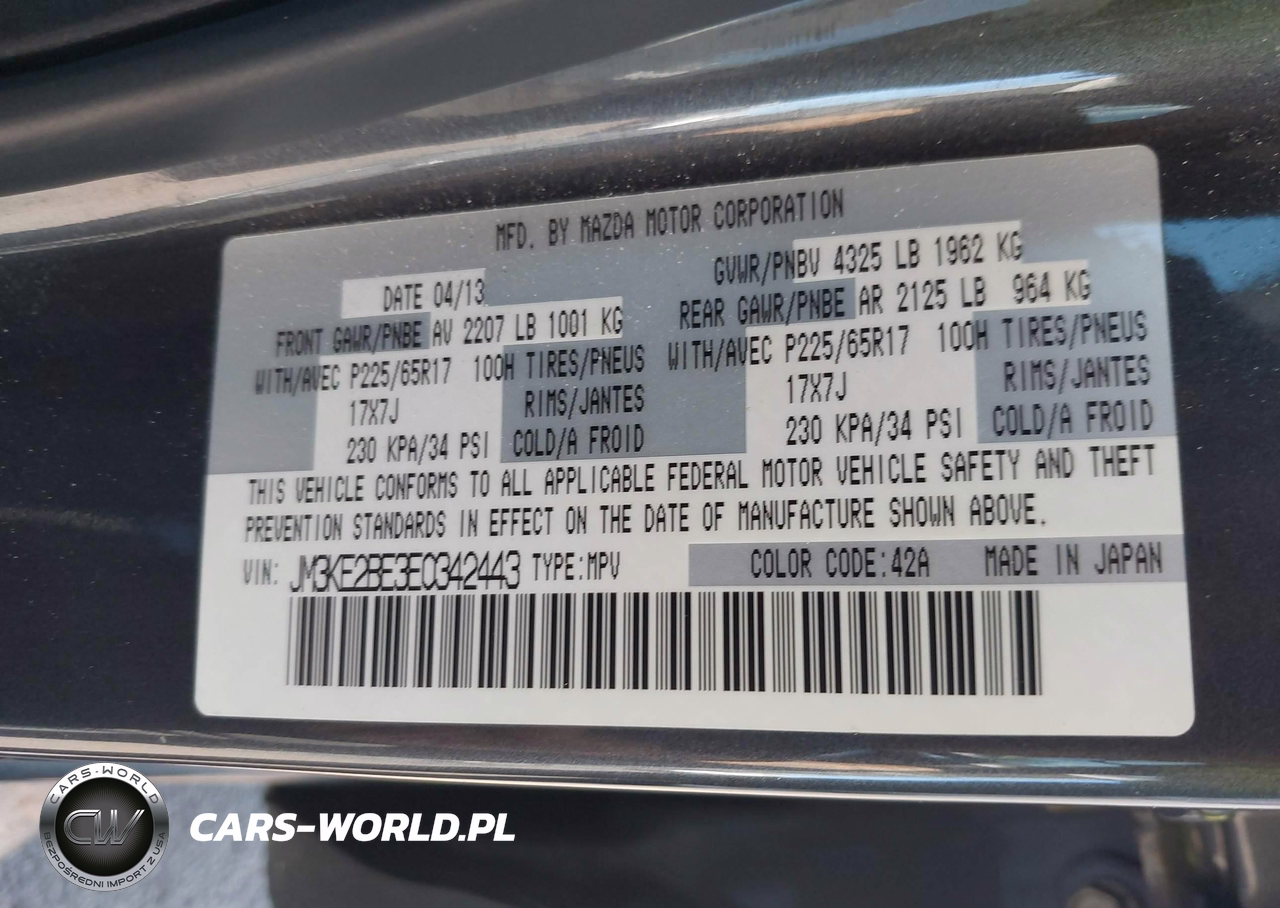 MFD. BY MAZDA MOTOR CORPORATION
DATE 04/13
GVWR/PNBV 4325 LB 1962 KG
FRONT GAWR/PNBE AV 2207 LB 1001 KG
REAR GAWR/PNBE AR 2125 LB 964 KG
WITH/AVEC P225/65R17 100H TIRES/PNEUS
WITH/AVEC P225/65R17 100H TIRES/PNEUS
17X7J RIMS/JANTES
17X7J RIMS/JANTES
230 KPA/34 PSI COLD/A FROID
230 KPA/34 PSI COLD/A FROID
THIS VEHICLE CONFORMS TO ALL APPLICABLE FEDERAL MOTOR VEHICLE SAFETY AND THEFT
PREVENTION STANDARDS IN EFFECT ON THE DATE OF MANUFACTURE SHOWN ABOVE.
VIN: JM3KE2BE3E0342443 TYPE:MPV COLOR CODE:42A MADE IN JAPAN
CARS-WORLD
CW
BEZPOŚREDNI IMPORT Z USA
CARS-WORLD.PL